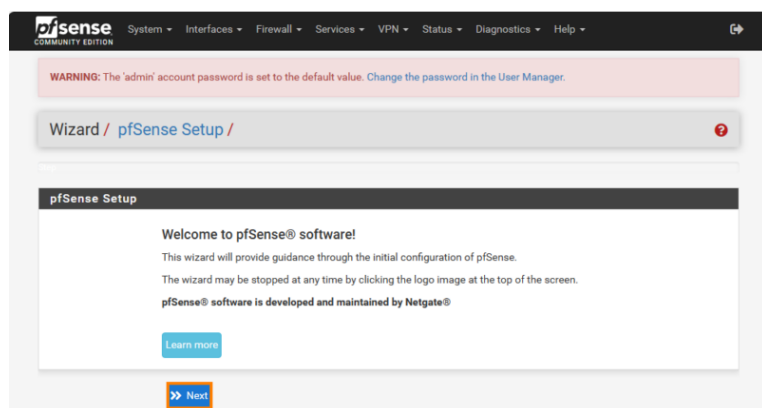 pfsense System Interfaces Firewall Services VPN Status Diagnostics Help
COMMUNITY EDITION
WARNING: The 'admin' account password is set to the default value. Change the password in the User Manager.
Wizard / pfSense Setup /
pfSense Setup
Welcome to pfSense® software!
This wizard will provide guidance through the initial configuration of pfSense.
The wizard may be stopped at any time by clicking the logo image at the top of the screen.
pfSense® software is developed and maintained by Netgate®
Learn more
Next